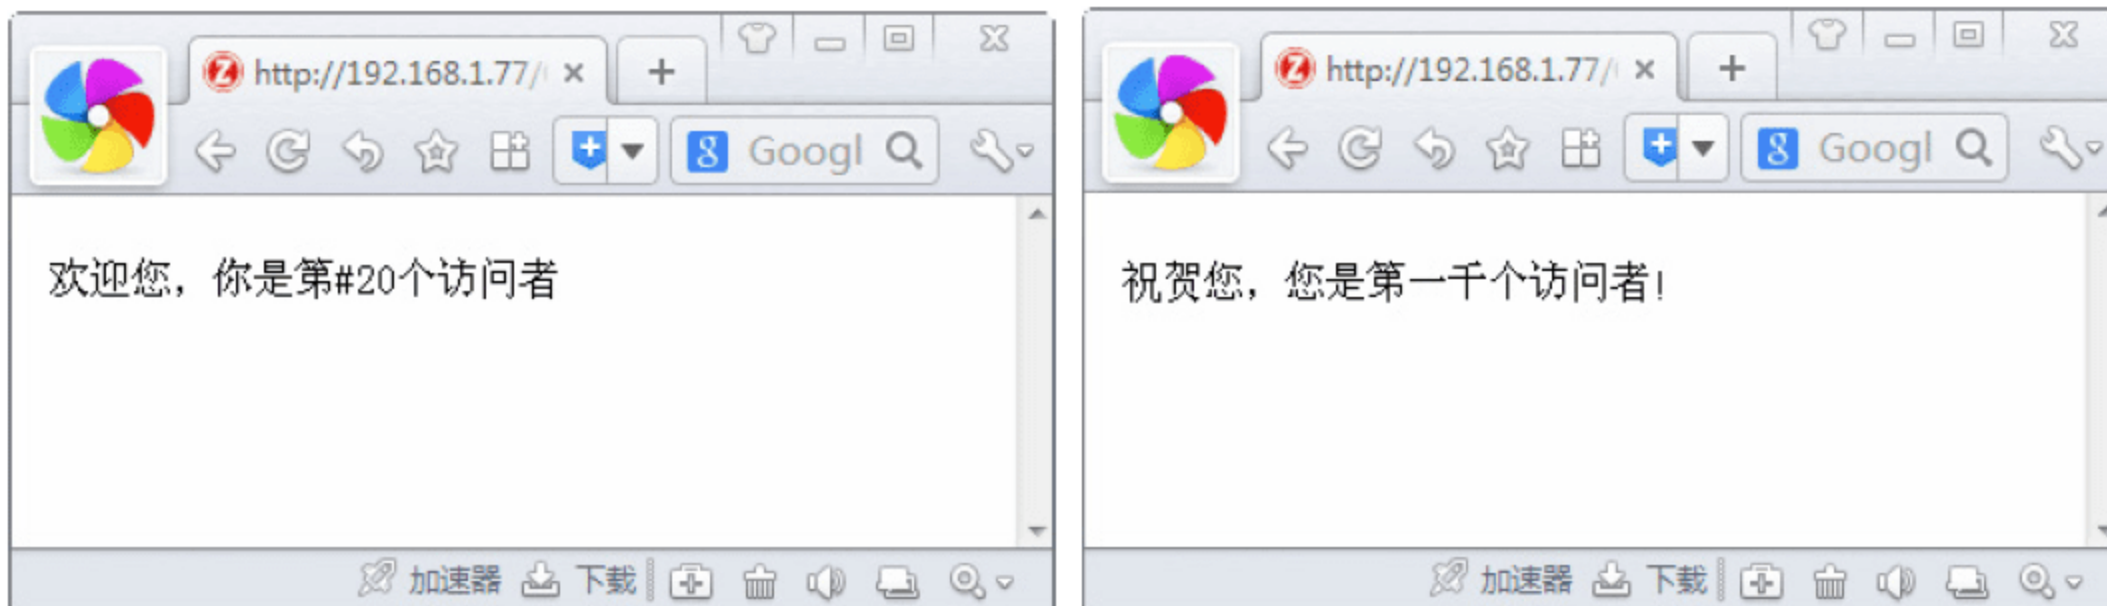 http://192.168.1.77/
Googl
欢迎您，你是第#20个访问者
加速器 下载
http://192.168.1.77/
Googl
祝贺您，您是第一千个访问者!
加速器 下载